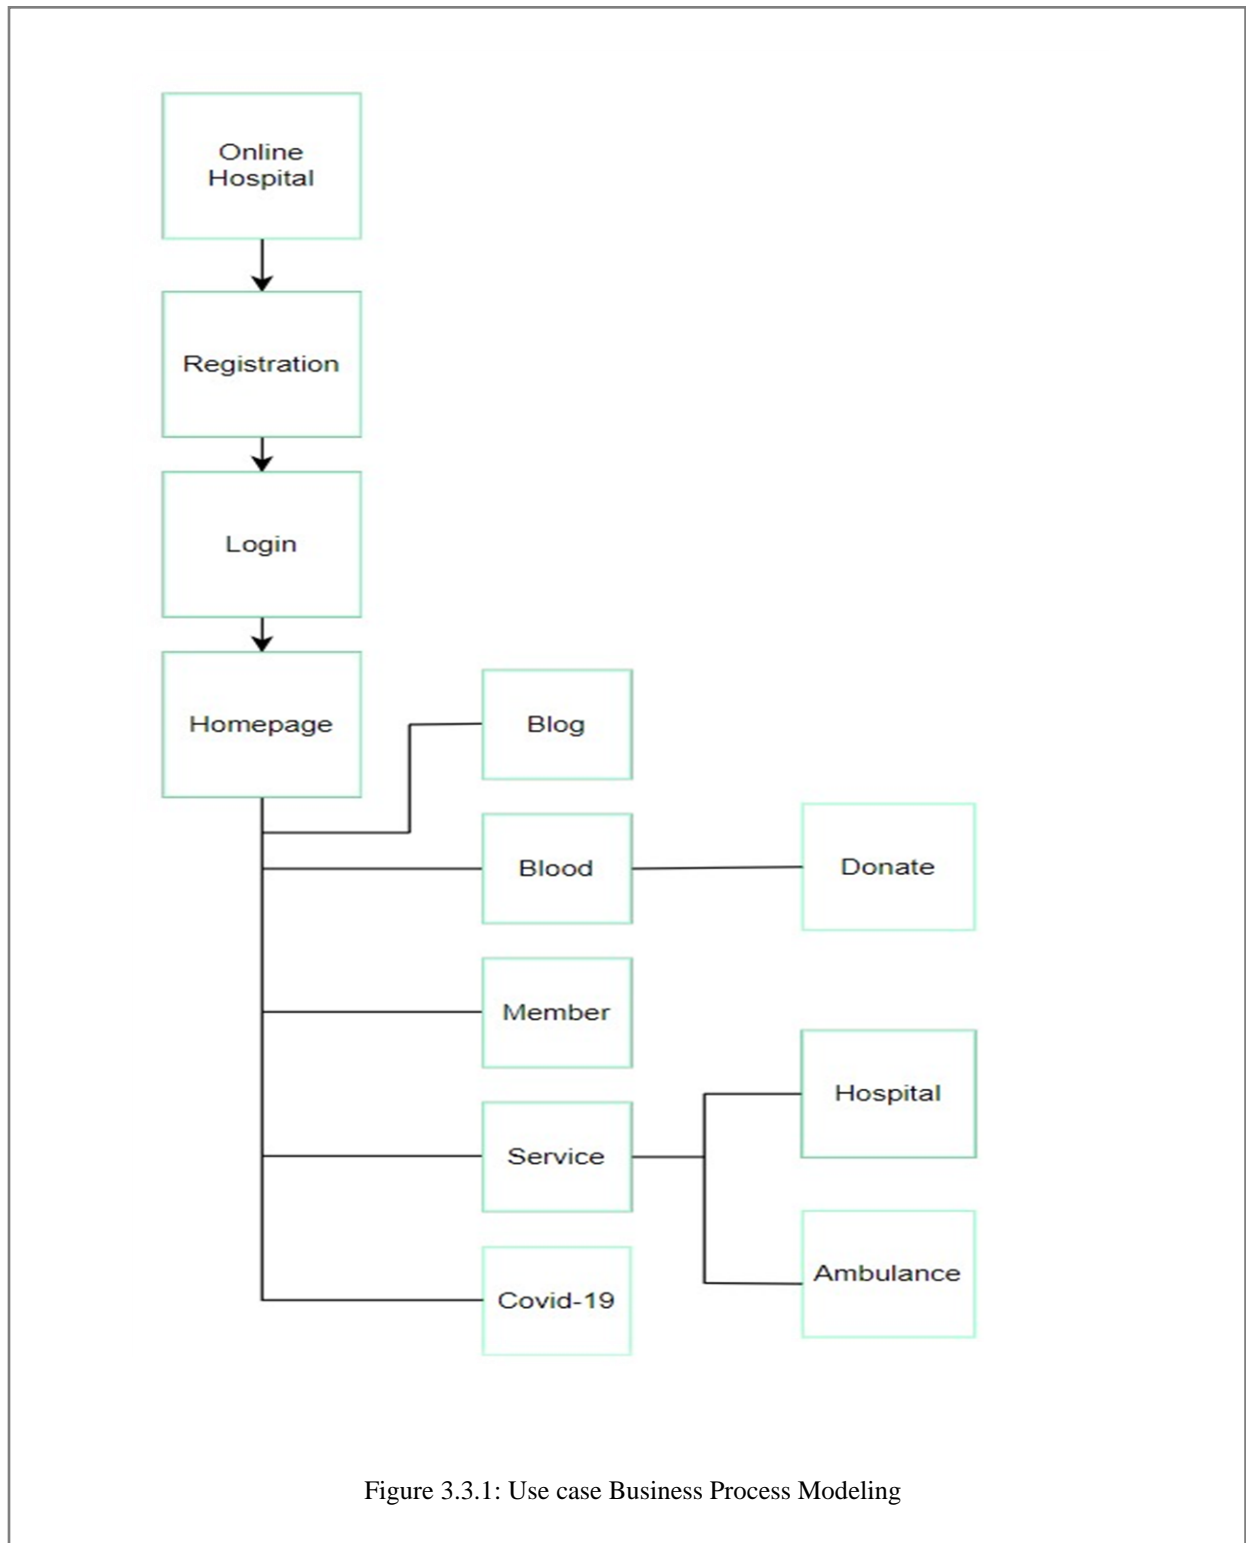 Online
Hospital
Registration
Login
Homepage
Blog
Blood
Donate
Member
Hospital
Service
Ambulance
Covid-19
Figure 3.3.1: Use case Business Process Modeling